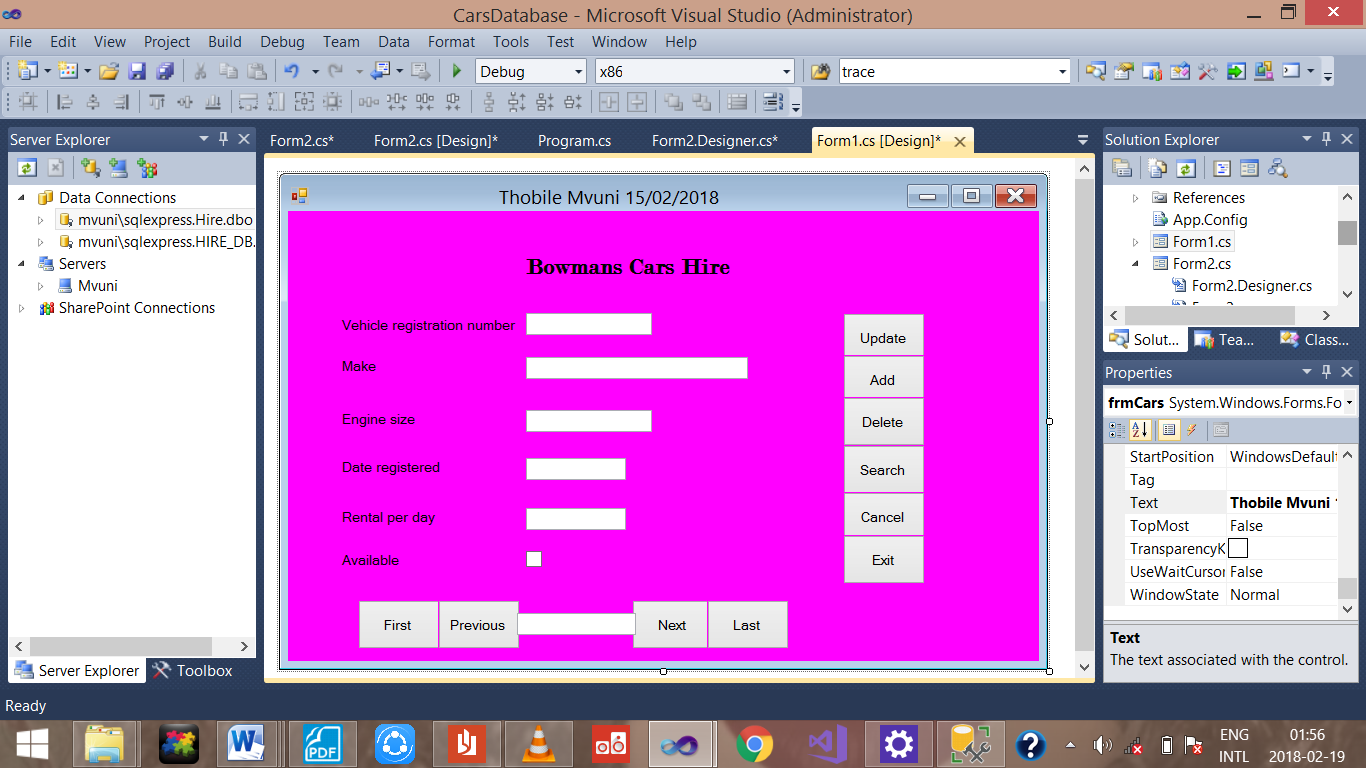 CarsDatabase - Microsoft Visual Studio (Administrator)
File Edit View Project Build Debug Team Data Format Tools Test Window Help
Debug x86 trace
Server Explorer
Data Connections
mvuni\sqlexpress.Hire.dbo
mvuni\sqlexpress.HIRE_DB.
Servers
Mvuni
SharePoint Connections
Server Explorer Toolbox
Form2.cs* Form2.cs [Design]* Program.cs Form2.Designer.cs* Form1.cs [Design]*
Thobile Mvuni 15/02/2018
Bowmans Cars Hire
Vehicle registration number
Make
Engine size
Date registered
Rental per day
Available
Update
Add
Delete
Search
Cancel
Exit
First Previous Next Last
Solution Explorer
References
App.Config
Form1.cs
Form2.cs
Form2.Designer.cs
Solut... Tea... Class...
Properties
frmCars System.Windows.Forms.Fo
StartPosition WindowsDefault
Tag
Text Thobile Mvuni
TopMost False
TransparencyK
UseWaitCursor False
WindowState Normal
Text
The text associated with the control.
Ready
PDF
ENG 01:56
INTL 2018-02-19